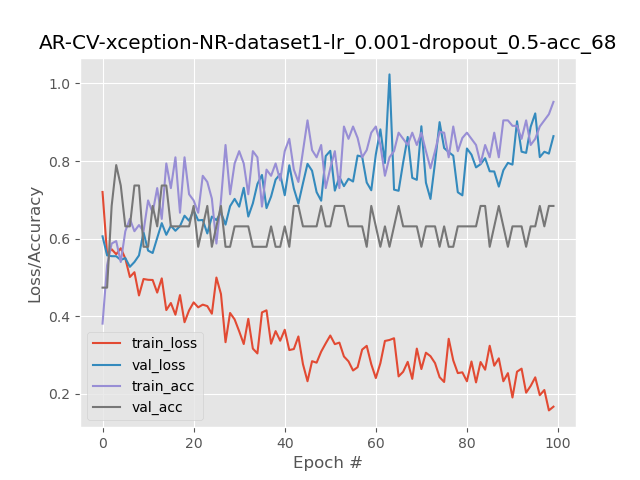 AR-CV-xception-NR-dataset1-lr_0.001-dropout_0.5-acc_68
1.0
0.8
0.6
0.4
0.2
Loss/Accuracy
train_loss
val_loss
train_acc
val_acc
0 20 40 60 80 100
Epoch #